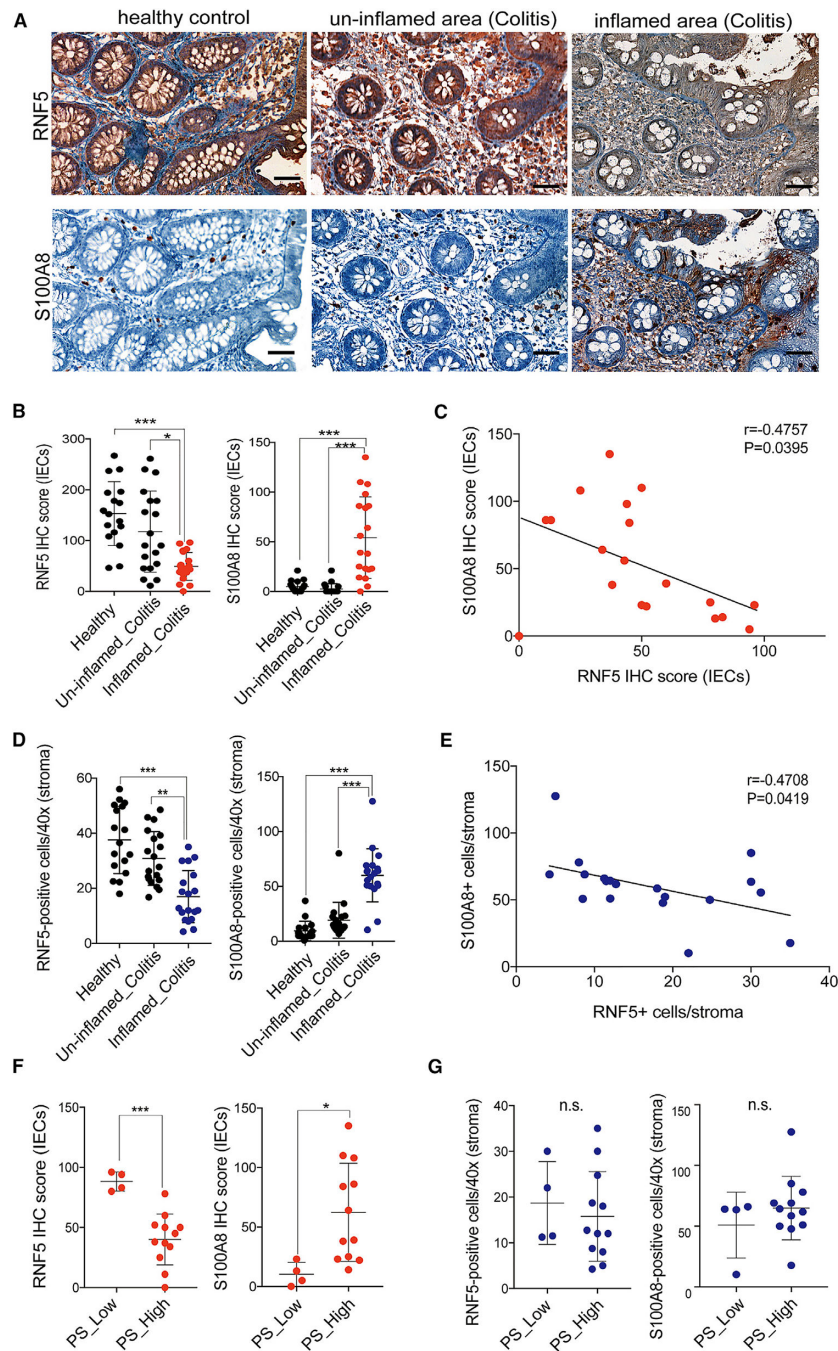 A
healthy control
un-inflamed area (Colitis)
inflamed area (Colitis)
RNF5
S100A8
B
RNF5 IHC score (IECs)
300
200
100
0
***
*
Healthy
Un-inflamed_Colitis
Inflamed_Colitis
S100A8 IHC score (IECs)
150
100
50
0
***
***
Healthy
Un-inflamed_Colitis
Inflamed_Colitis
C
S100A8 IHC score (IECs)
150
100
50
0
r=-0.4757
P=0.0395
0
50
100
RNF5 IHC score (IECs)
D
RNF5-positive cells/40x (stroma)
60
40
20
0
***
**
Healthy
Un-inflamed_Colitis
Inflamed_Colitis
S100A8-positive cells/40x (stroma)
150
100
50
0
***
***
Healthy
Un-inflamed_Colitis
Inflamed_Colitis
E
S100A8+ cells/stroma
150
100
50
0
r=-0.4708
P=0.0419
0
10
20
30
40
RNF5+ cells/stroma
F
RNF5 IHC score (IECs)
150
100
50
0
***
PS_Low
PS_High
S100A8 IHC score (IECs)
150
100
50
0
*
PS_Low
PS_High
G
RNF5-positive cells/40x (stroma)
40
30
20
10
0
n.s.
PS_Low
PS_High
S100A8-positive cells/40x (stroma)
150
100
50
0
n.s.
PS_Low
PS_High